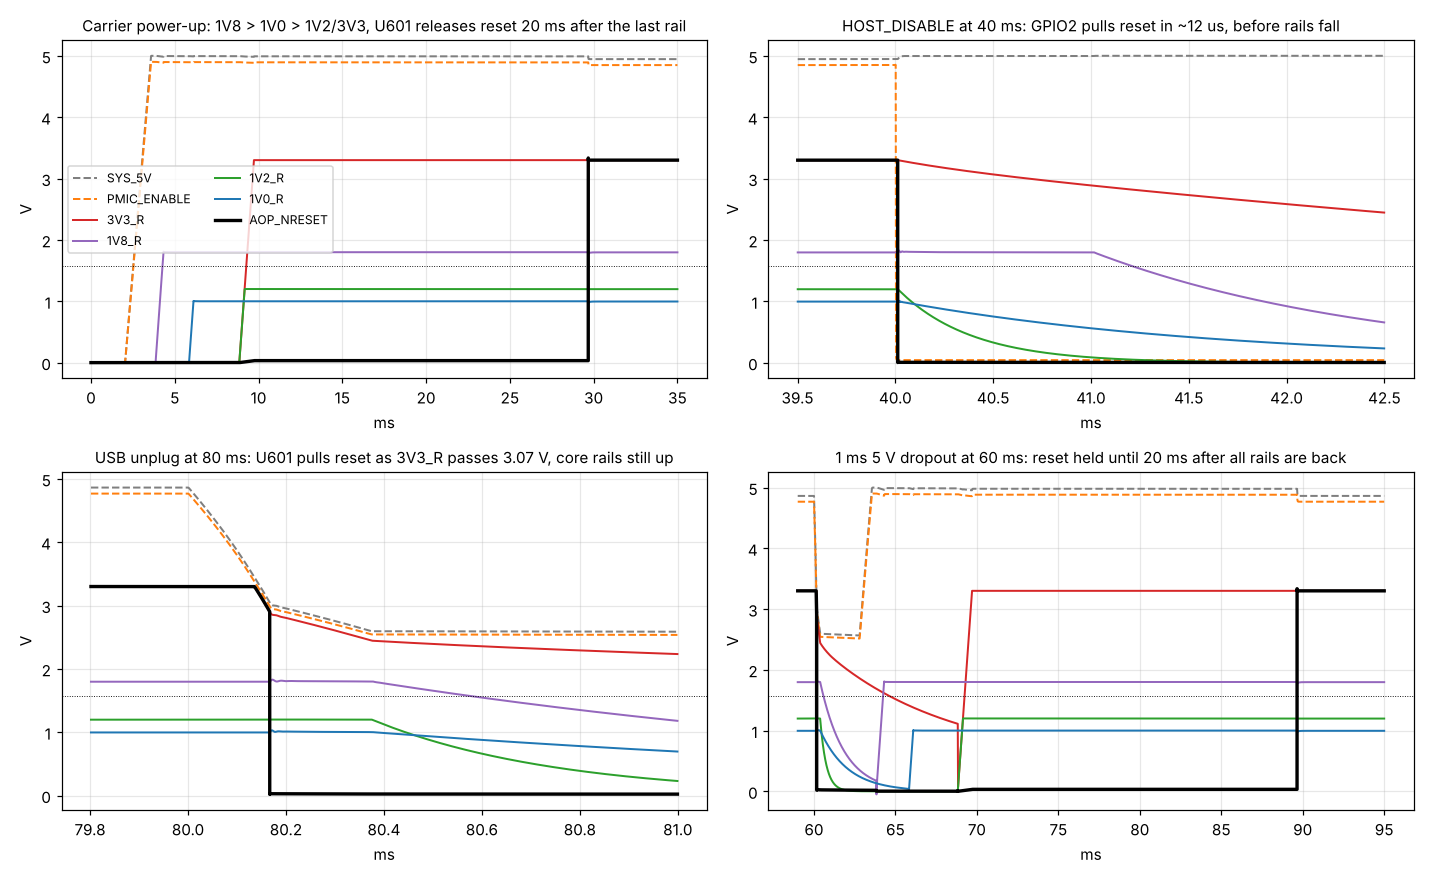 Carrier power-up: 1V8 > 1V0 > 1V2/3V3, U601 releases reset 20 ms after the last rail
V
5
4
3
2
1
0
SYS_5V
PMIC_ENABLE
3V3_R
1V8_R
1V2_R
1V0_R
AOP_NRESET
0 5 10 15 20 25 30 35
ms
HOST_DISABLE at 40 ms: GPIO2 pulls reset in ~12 us, before rails fall
V
5
4
3
2
1
0
39.5 40.0 40.5 41.0 41.5 42.0 42.5
ms
USB unplug at 80 ms: U601 pulls reset as 3V3_R passes 3.07 V, core rails still up
V
5
4
3
2
1
0
79.8 80.0 80.2 80.4 80.6 80.8 81.0
ms
1 ms 5 V dropout at 60 ms: reset held until 20 ms after all rails are back
V
5
4
3
2
1
0
60 65 70 75 80 85 90 95
ms